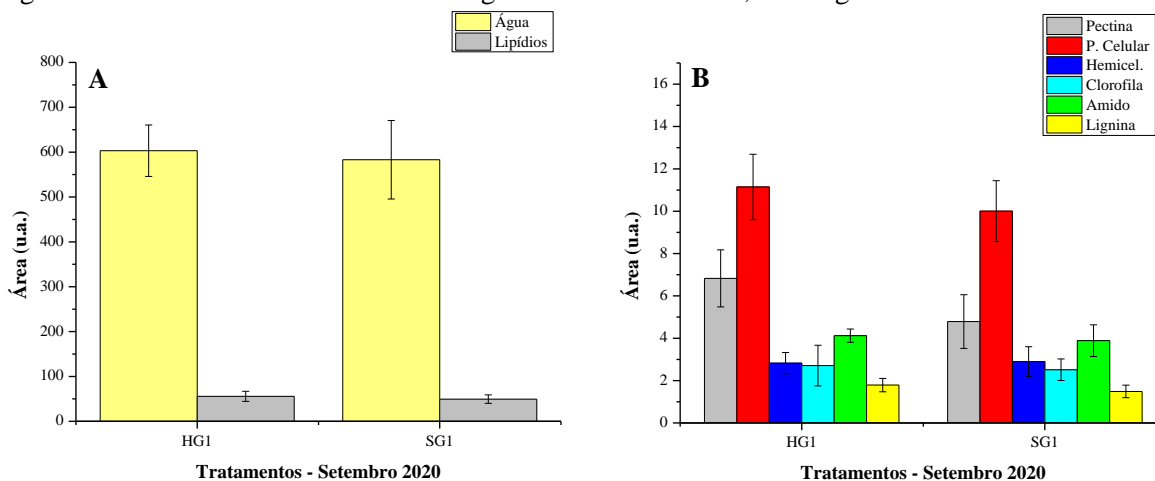 Água
Lipídios
A
800
700
600
500
400
300
200
100
0
Área (u.a.)
HG1
SG1
Tratamentos - Setembro 2020
Pectina
P. Celular
Hemicel.
Clorofila
Amido
Lignina
B
16
14
12
10
8
6
4
2
0
Área (u.a.)
HG1
SG1
Tratamentos - Setembro 2020